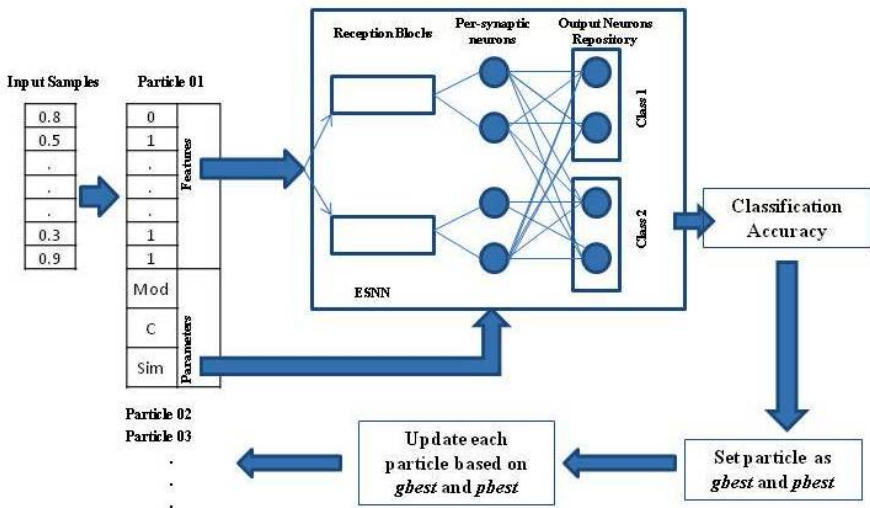 Input Samples
0.8
0.5
.
.
.
0.3
0.9
Particle 01
0
1
.
.
.
1
1
Mod
C
Sim
Features
Parameters
Particle 02
Particle 03
.
.
.
Reception Blocks
Per-synaptic
neurons
Output Neurons
Repository
Class 1
Class 2
ESNN
Classification
Accuracy
Set particle as
gbest and pbest
Update each
particle based on
gbest and pbest